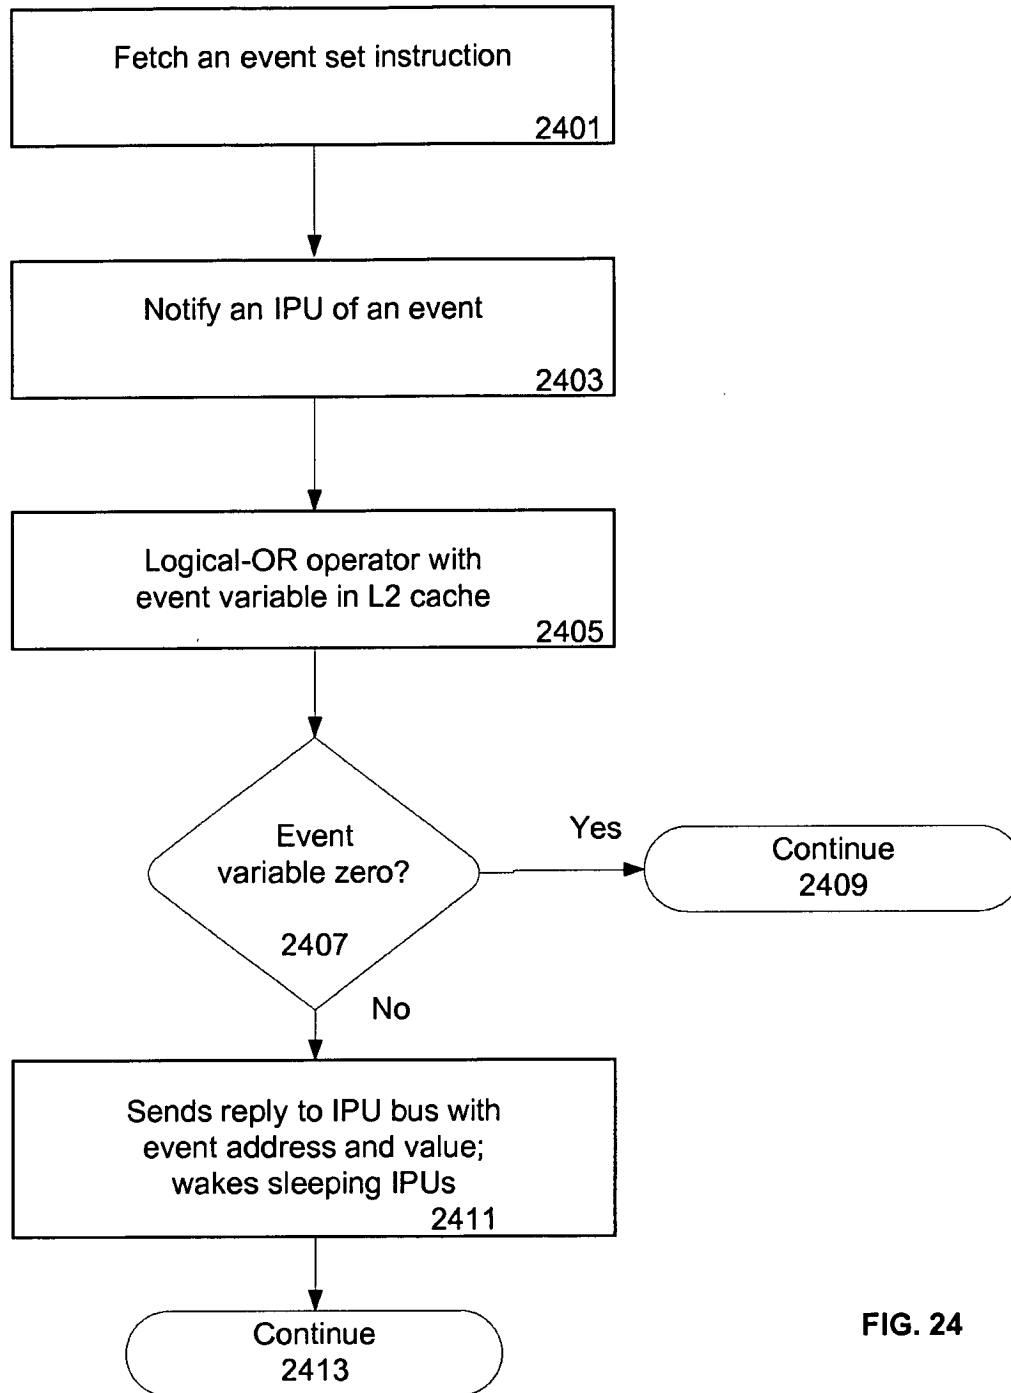 Fetch an event set instruction
2401
Notify an IPU of an event
2403
Logical-OR operator with
event variable in L2 cache
2405
Event
variable zero?
2407
Yes
Continue
2409
No
Sends reply to IPU bus with
event address and value;
wakes sleeping IPUs
2411
Continue
2413
FIG. 24